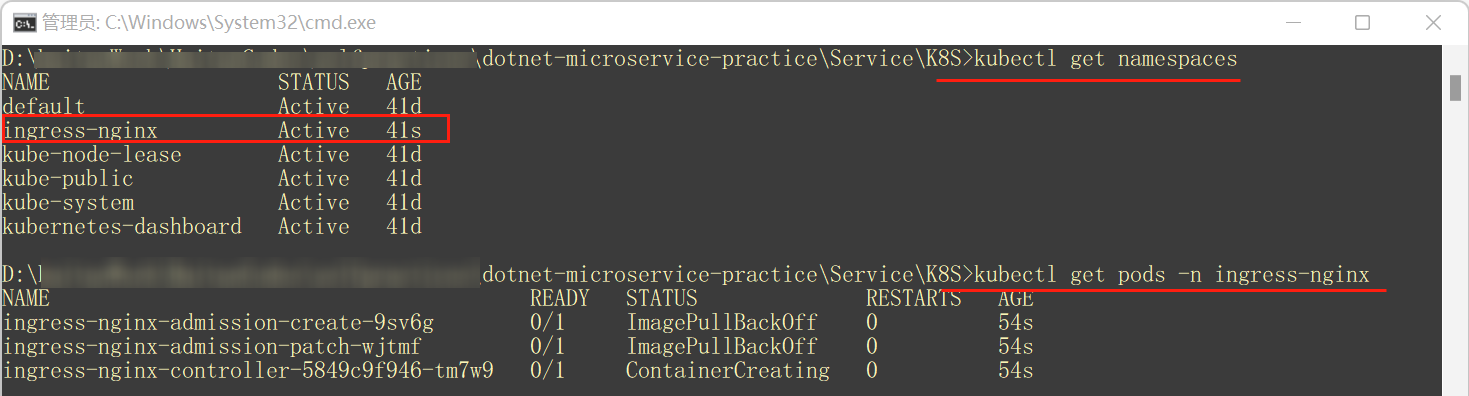 管理员: C:\Windows\System32\cmd.exe
D:\ \dotnet-microservice-practice\Service\K8S>kubectl get namespaces
NAME STATUS AGE
default Active 41d
ingress-nginx Active 41s
kube-node-lease Active 41d
kube-public Active 41d
kube-system Active 41d
kubernetes-dashboard Active 41d
D:\ \dotnet-microservice-practice\Service\K8S>kubectl get pods -n ingress-nginx
NAME READY STATUS RESTARTS AGE
ingress-nginx-admission-create-9sv6g 0/1 ImagePullBackOff 0 54s
ingress-nginx-admission-patch-wjtmf 0/1 ImagePullBackOff 0 54s
ingress-nginx-controller-5849c9f946-tm7w9 0/1 ContainerCreating 0 54s